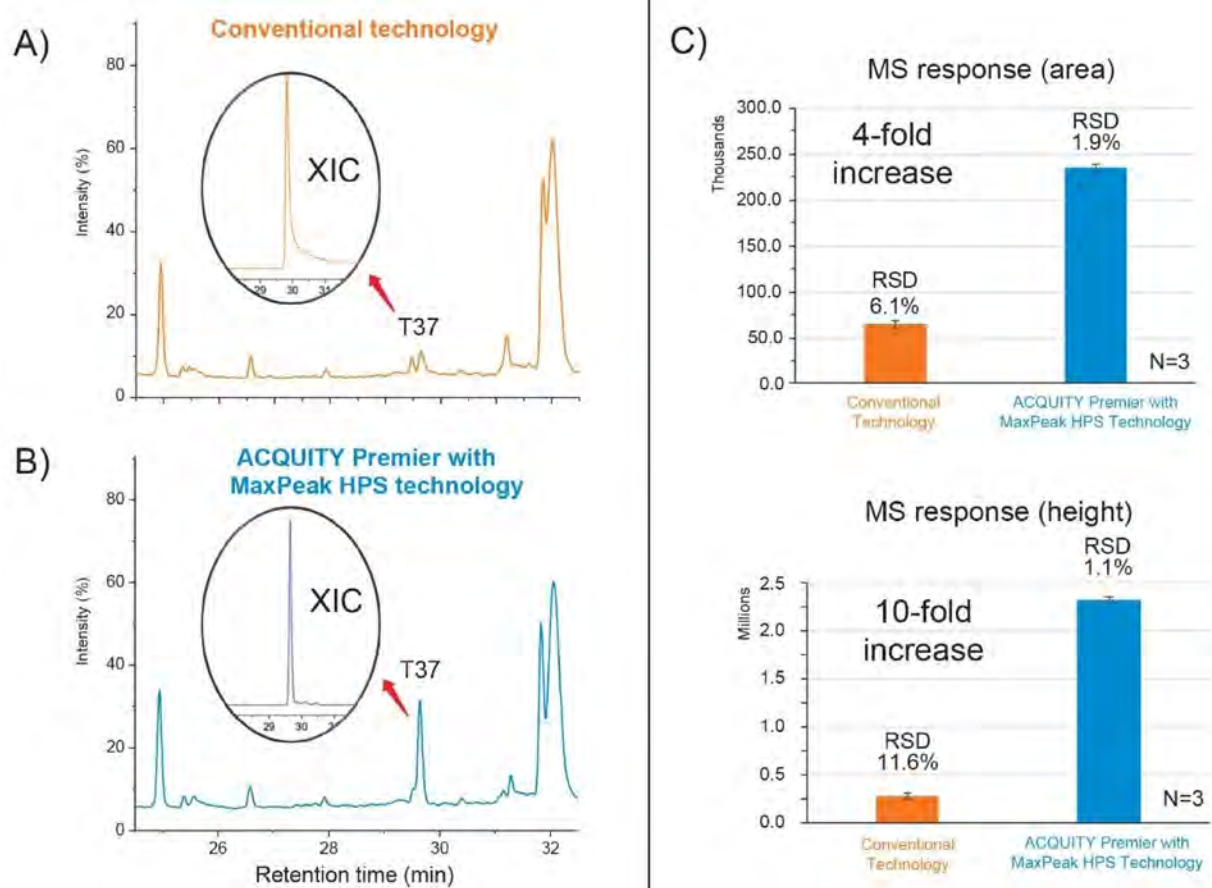 A)
Conventional technology
80
60
40
20
0
Intensity (%)
XIC
29 30 31
T37
B)
ACQUITY Premier with
MaxPeak HPS technology
80
60
40
20
0
Intensity (%)
XIC
29 30
T37
26 28 30 32
Retention time (min)
C)
MS response (area)
Thousands
300.0
250.0
200.0
150.0
100.0
50.0
0.0
4-fold
increase
RSD
6.1%
RSD
1.9%
N=3
Conventional
Technology
ACQUITY Premier with
MaxPeak HPS Technology
MS response (height)
Millions
2.5
2.0
1.5
1.0
0.5
0.0
10-fold
increase
RSD
11.6%
RSD
1.1%
N=3
Conventional
Technology
ACQUITY Premier with
MaxPeak HPS Technology